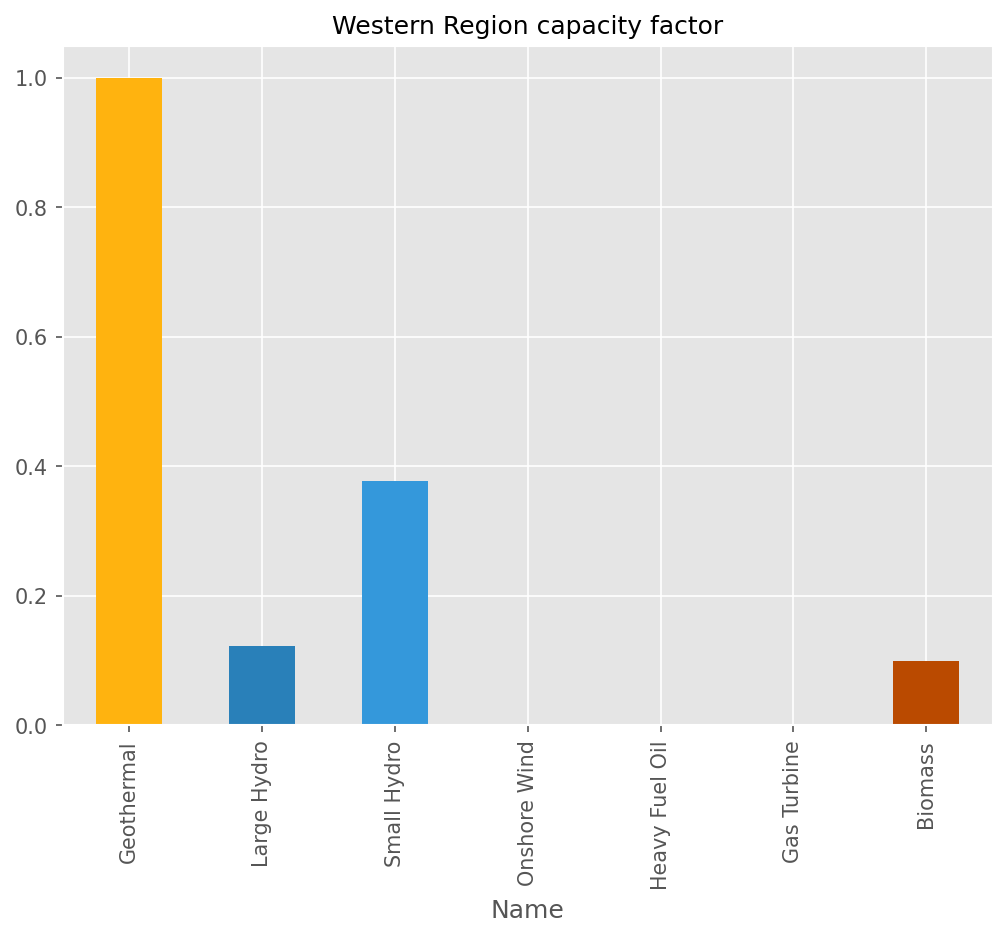 Western Region capacity factor
1.0
0.8
0.6
0.4
0.2
0.0
Geothermal
Large Hydro
Small Hydro
Onshore Wind
Heavy Fuel Oil
Gas Turbine
Biomass
Name